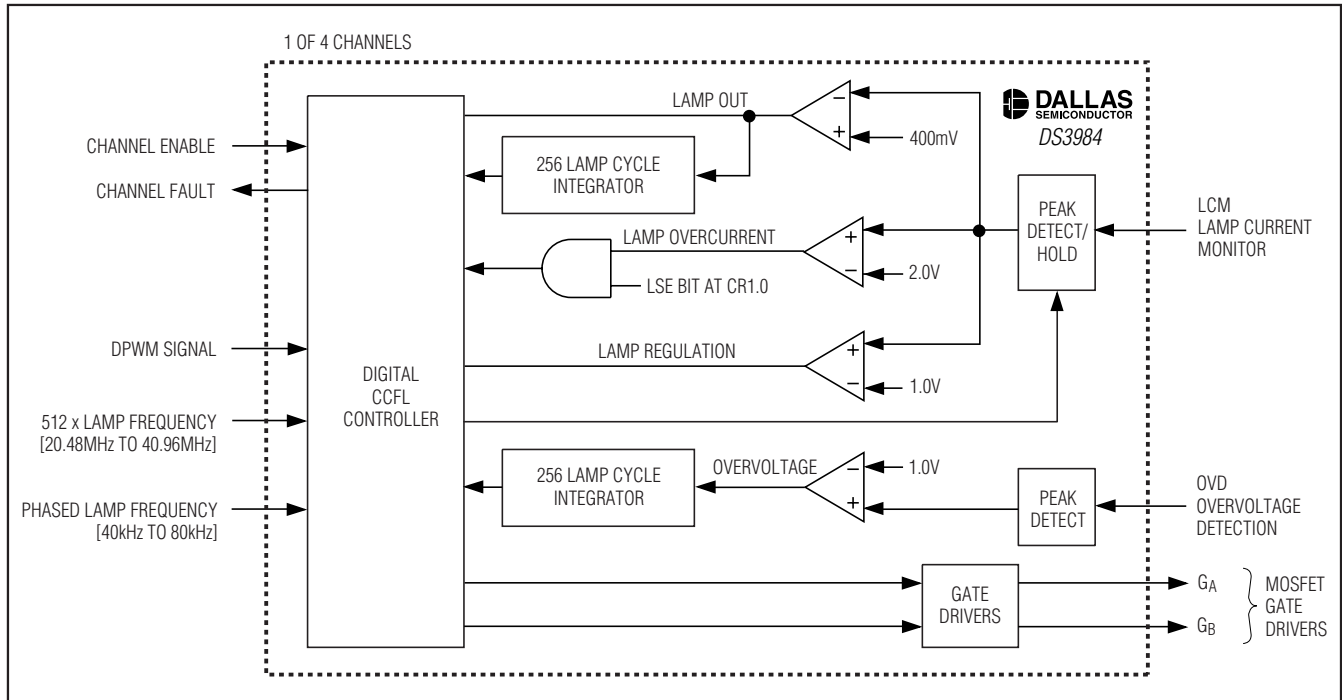 1 OF 4 CHANNELS
CHANNEL ENABLE
CHANNEL FAULT
DPWM SIGNAL
512 x LAMP FREQUENCY
[20.48MHz TO 40.96MHz]
PHASED LAMP FREQUENCY
[40kHz TO 80kHz]
DIGITAL
CCFL
CONTROLLER
LAMP OUT
−
+
400mV
256 LAMP CYCLE
INTEGRATOR
LAMP OVERCURRENT
+
−
2.0V
LSE BIT AT CR1.0
LAMP REGULATION
+
−
1.0V
256 LAMP CYCLE
INTEGRATOR
OVERVOLTAGE
−
+
1.0V
DALLAS
SEMICONDUCTOR
DS3984
PEAK
DETECT/
HOLD
LCM
LAMP CURRENT
MONITOR
PEAK
DETECT
OVD
OVERVOLTAGE
DETECTION
GATE
DRIVERS
GA
GB
MOSFET
GATE
DRIVERS